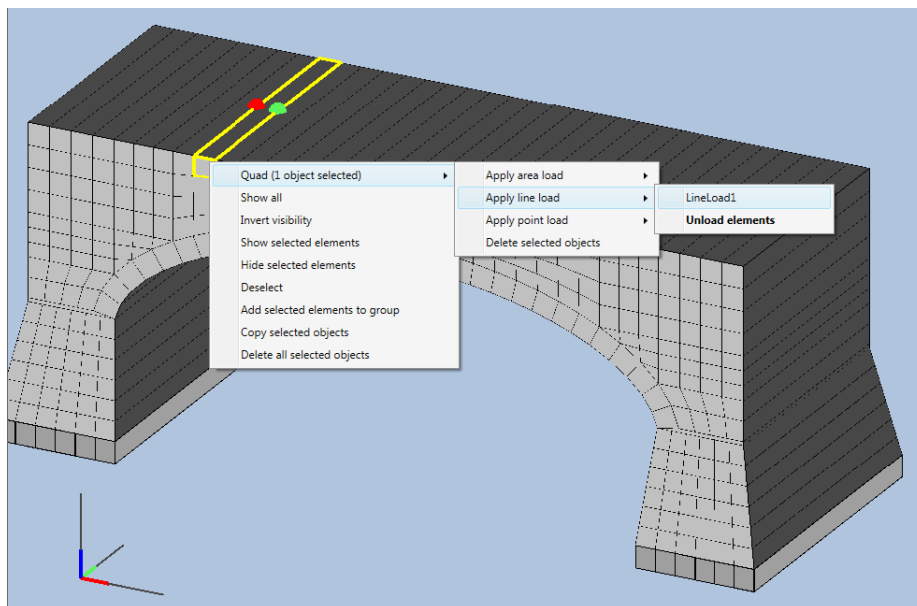 Quad (1 object selected)
Show all
Invert visibility
Show selected elements
Hide selected elements
Deselect
Add selected elements to group
Copy selected objects
Delete all selected objects
Apply area load
Apply line load
Apply point load
Delete selected objects
LineLoad1
Unload elements